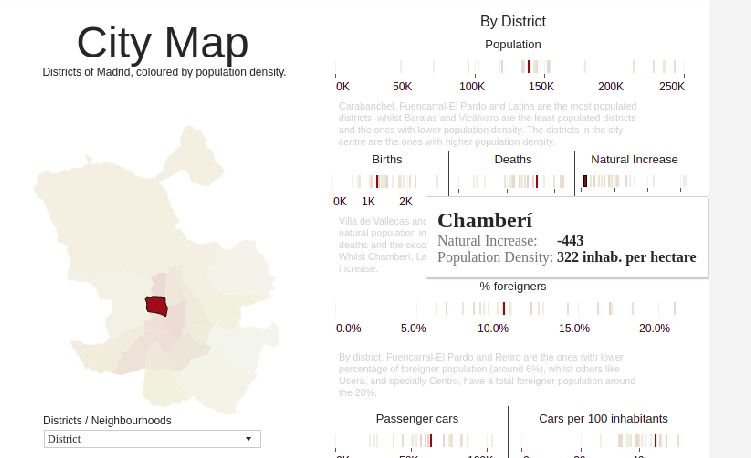 City Map
Districts of Madrid, coloured by population density.
By District
Population
0K 50K 100K 150K 200K 250K
Carabanchel, Fuencarral-El Pardo and Latina are the most populated
districts, whilst Barajas and Vicálvaro are the least populated districts
and the ones with lower population density. The districts in the city
centre are the ones with higher population density.
Births Deaths Natural Increase
0K 1K 2K
Villa de Vallecas and
natural population in
deaths and the seco
Whilst Chamberí, La
increase.
Chamberí
Natural Increase: -443
Population Density: 322 inhab. per hectare
% foreigners
0.0% 5.0% 10.0% 15.0% 20.0%
By district, Fuencarral-El Pardo and Retiro are the ones with lower
percentage of foreigner population (around 6%), whilst others like
Usera, and specially Centro, have a total foreigner population around
the 20%.
Districts / Neighbourhoods
District
Passenger cars Cars per 100 inhabitants